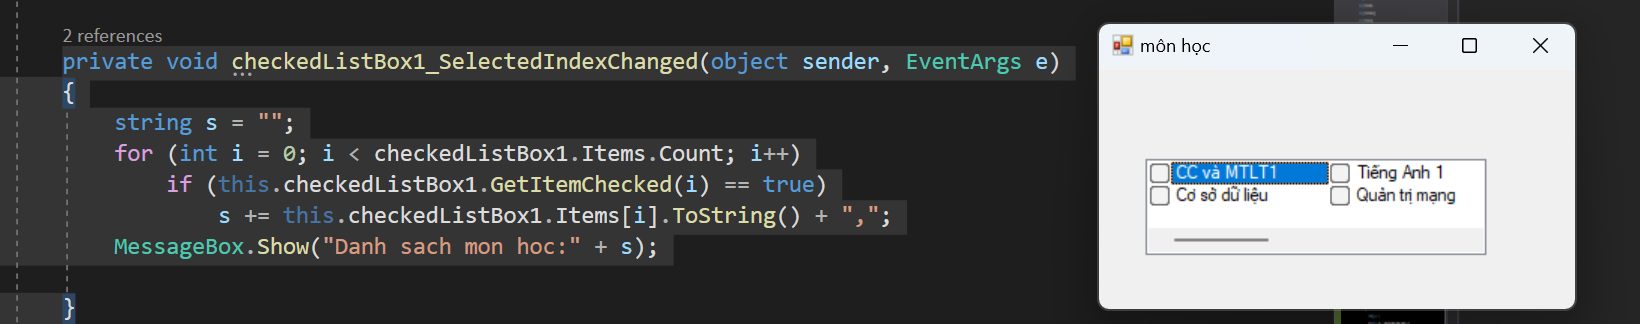 2 references
private void checkedListBox1_SelectedIndexChanged(object sender, EventArgs e)
{
string s = "";
for (int i = 0; i < checkedListBox1.Items.Count; i++)
if (this.checkedListBox1.GetItemChecked(i) == true)
s += this.checkedListBox1.Items[i].ToString() + ",";
MessageBox.Show("Danh sach mon hoc:" + s);
}
môn học
CC và MTLT1 Tiếng Anh 1
Cơ sở dữ liệu Quản trị mạng